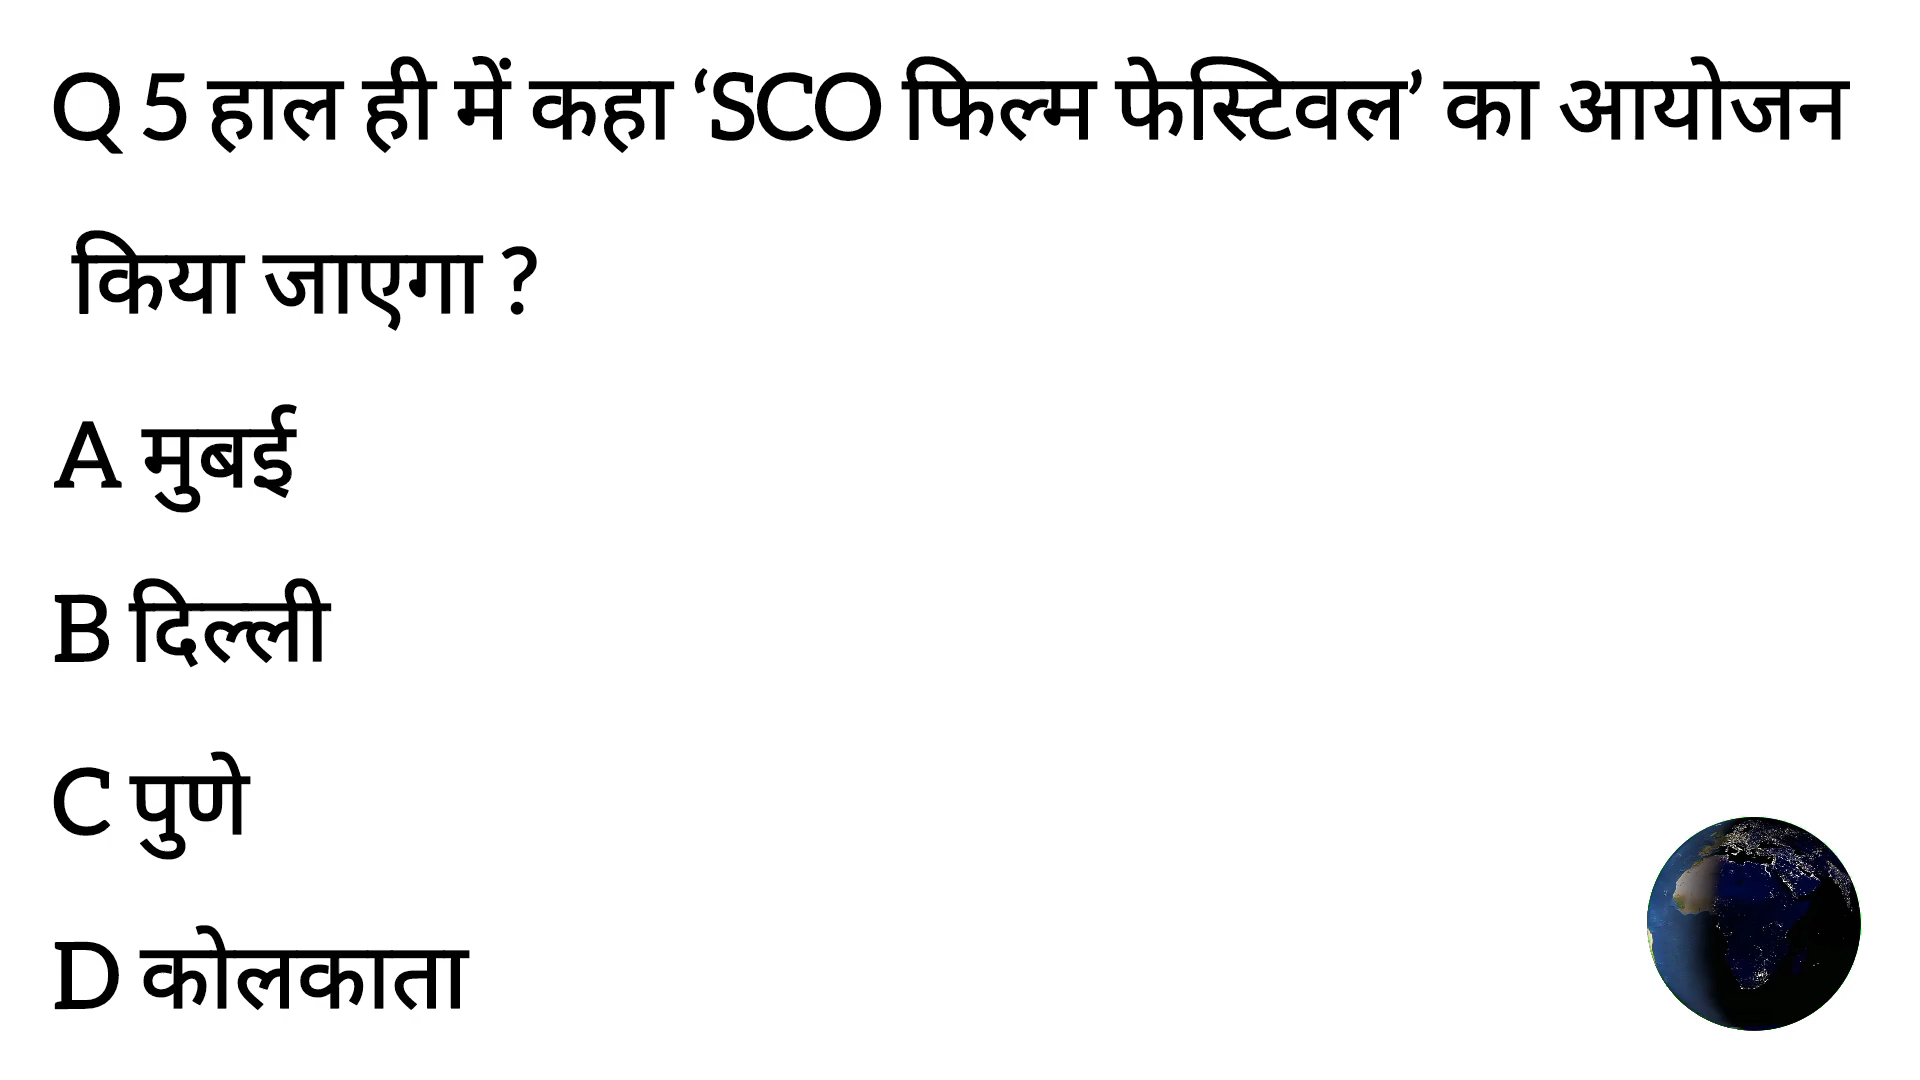 Q 5 हाल ही में कहा ‘SCO फिल्म फेस्टिवल’ का आयोजन
किया जाएगा ?
A मुबई
B दिल्ली
C पुणे
D कोलकाता